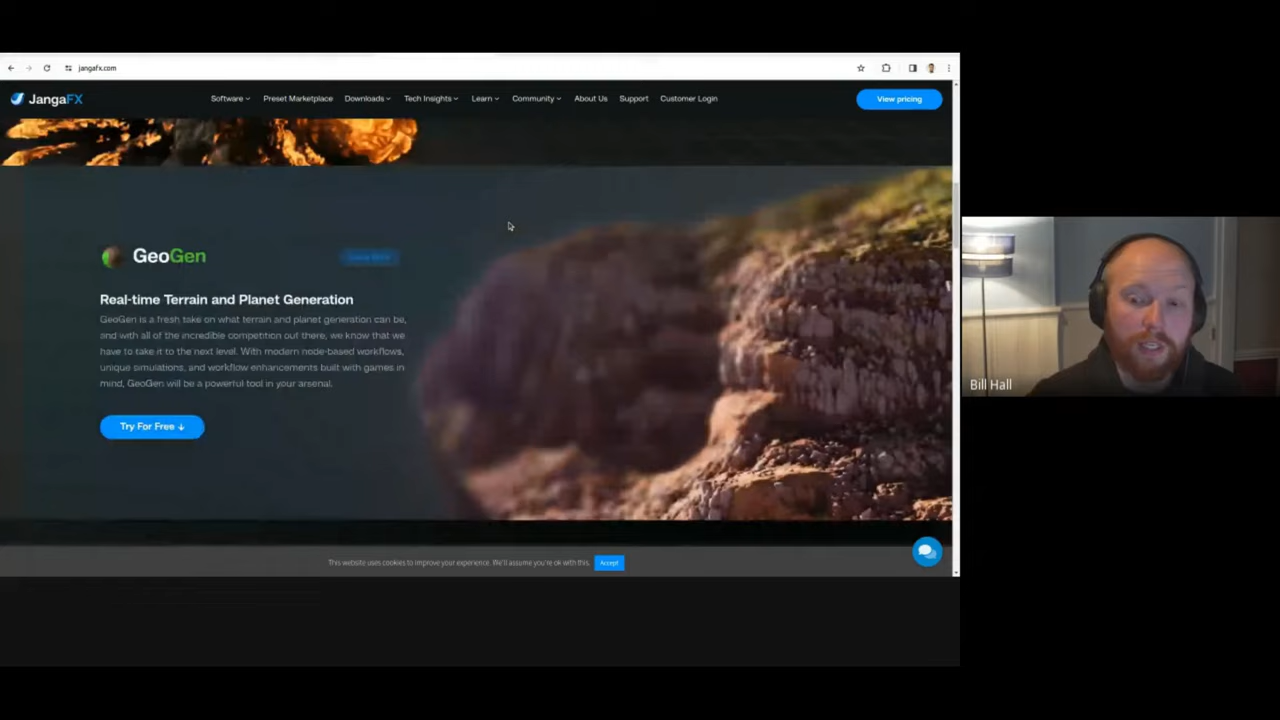 jangafx.com
JangaFX
Software
Preset Marketplace
Downloads
Tech Insights
Learn
Community
About Us
Support
Customer Login
View pricing
GeoGen
Real-time Terrain and Planet Generation
GeoGen is a fresh take on what terrain and planet generation can be,
and with all of the incredible competition out there, we know that we
have to take it to the next level. With modern node-based workflows,
unique simulations, and workflow enhancements built with games in
mind, GeoGen will be a powerful tool in your arsenal.
Try For Free ↓
This website uses cookies to improve your experience. We'll assume you're ok with this.
Accept
Bill Hall